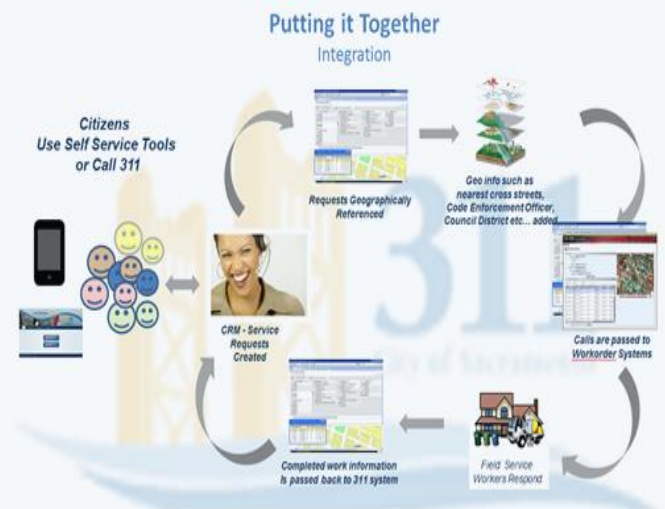 Putting it Together
Integration
Citizens
Use Self Service Tools
or Call 311
Requests Geographically
Referenced
Geo info such as
nearest cross streets,
Code Enforcement Officer,
Council District etc... added
CRM - Service
Requests
Created
311
City of Sacramento
Calls are passed to
Workorder Systems
Completed work information
Is passed back to 311 system
Field Service
Workers Respond